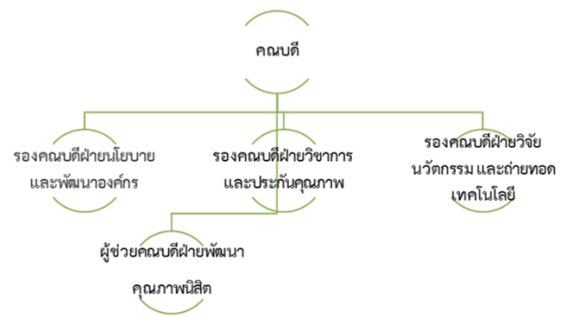 คณบดี
รองคณบดีฝ่ายนโยบาย
และพัฒนาองค์กร
รองคณบดีฝ่ายวิชาการ
และประกันคุณภาพ
รองคณบดีฝ่ายวิจัย
นวัตกรรม และถ่ายทอด
เทคโนโลยี
ผู้ช่วยคณบดีฝ่ายพัฒนา
คุณภาพนิสิต